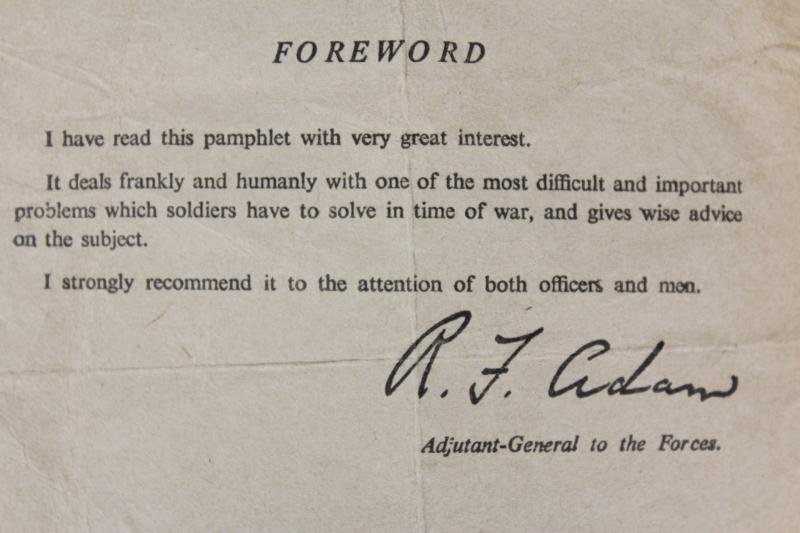 FOREWORD
I have read this pamphlet with very great interest.
It deals frankly and humanly with one of the most difficult and important
problems which soldiers have to solve in time of war, and gives wise advice
on the subject.
I strongly recommend it to the attention of both officers and men.
R. F. Adam
Adjutant-General to the Forces.